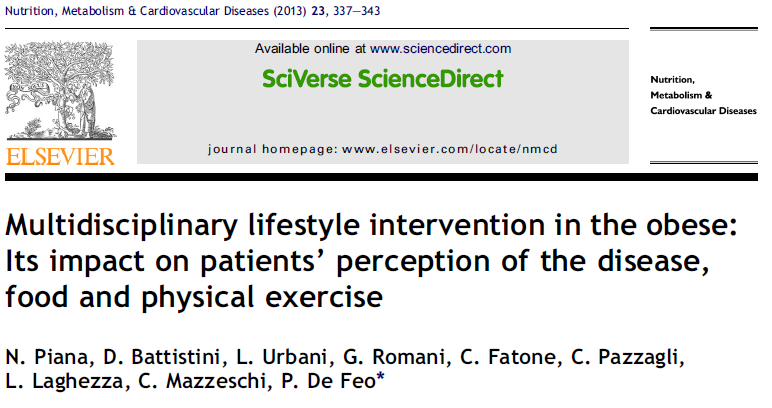 Nutrition, Metabolism & Cardiovascular Diseases (2013) 23, 337–343
Available online at www.sciencedirect.com
SciVerse ScienceDirect
journal homepage: www.elsevier.com/locate/nmcd
ELSEVIER
Nutrition,
Metabolism &
Cardiovascular Diseases
Multidisciplinary lifestyle intervention in the obese:
Its impact on patients’ perception of the disease,
food and physical exercise
N. Piana, D. Battistini, L. Urbani, G. Romani, C. Fatone, C. Pazzagli,
L. Laghezza, C. Mazzeschi, P. De Feo*